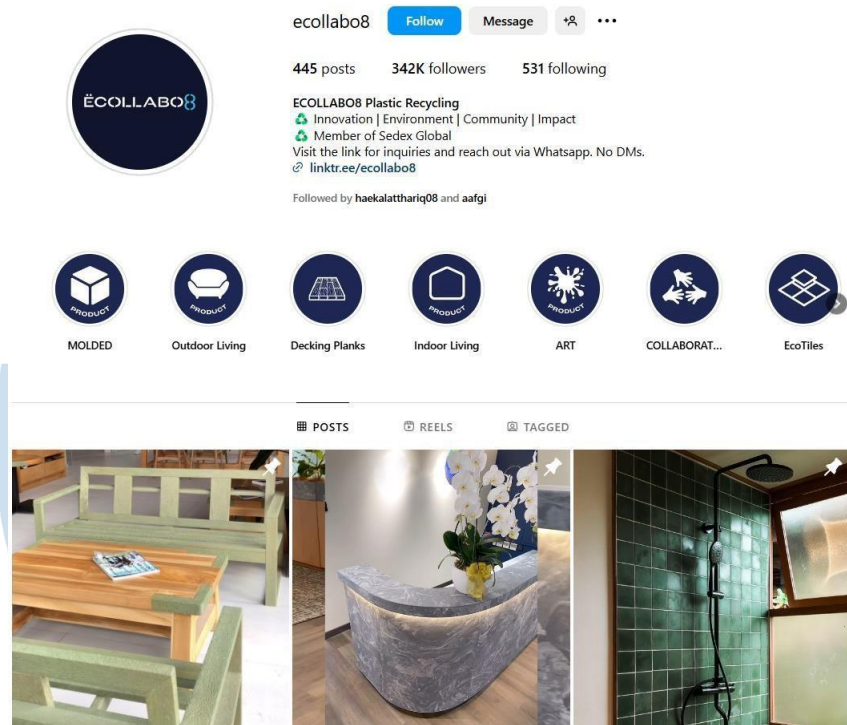 ecollabo8 Follow Message
445 posts 342K followers 531 following
ECOLLABO8 Plastic Recycling
Innovation | Environment | Community | Impact
Member of Sedex Global
Visit the link for inquiries and reach out via Whatsapp. No DMs.
linktr.ee/ecollabo8
Followed by haekalatthariq08 and aafgi
ËCOLLABO8
PRODUCT PRODUCT PRODUCT PRODUCT PRODUCT
MOLDED Outdoor Living Decking Planks Indoor Living ART COLLABORAT... EcoTiles
POSTS REELS TAGGED